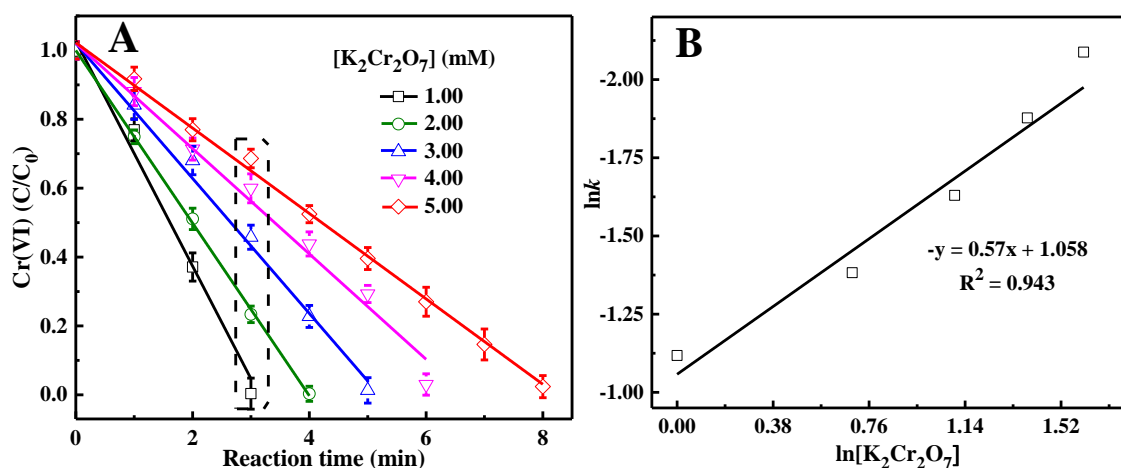 A
[K₂Cr₂O₇] (mM)
1.00
2.00
3.00
4.00
5.00
Cr(VI) (C/C₀)
1.0
0.8
0.6
0.4
0.2
0.0
0 2 4 6 8
Reaction time (min)
B
lnk
-2.00
-1.75
-1.50
-1.25
-1.00
-y = 0.57x + 1.058
R² = 0.943
0.00 0.38 0.76 1.14 1.52
ln[K₂Cr₂O₇]